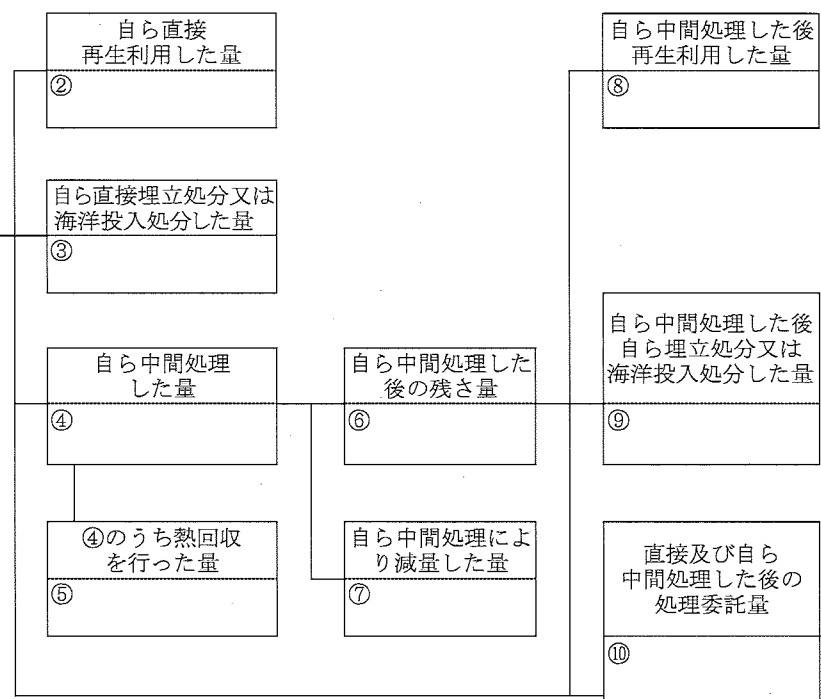 自ら直接
再生利用した量
②
自ら中間処理した後
再生利用した量
⑧
自ら直接埋立処分又は
海洋投入処分した量
③
自ら中間処理した後
自ら埋立処分又は
海洋投入処分した量
⑨
自ら中間処理
した量
④
自ら中間処理した
後の残さ量
⑥
④のうち熱回収
を行った量
⑤
自ら中間処理によ
り減量した量
⑦
直接及び自ら
中間処理した後の
処理委託量
⑩